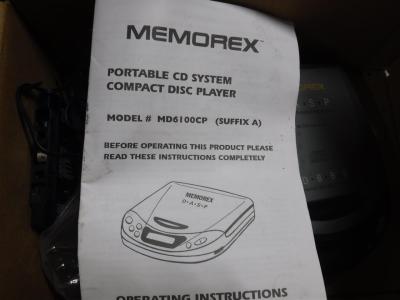 MEMOREX™
PORTABLE CD SYSTEM
COMPACT DISC PLAYER
MODEL # MD6100CP (SUFFIX A)
BEFORE OPERATING THIS PRODUCT PLEASE
READ THESE INSTRUCTIONS COMPLETELY
MEMOREX
D·A·S·P
OPERATING INSTRUCTIONS
MEMOREX
A·S·P